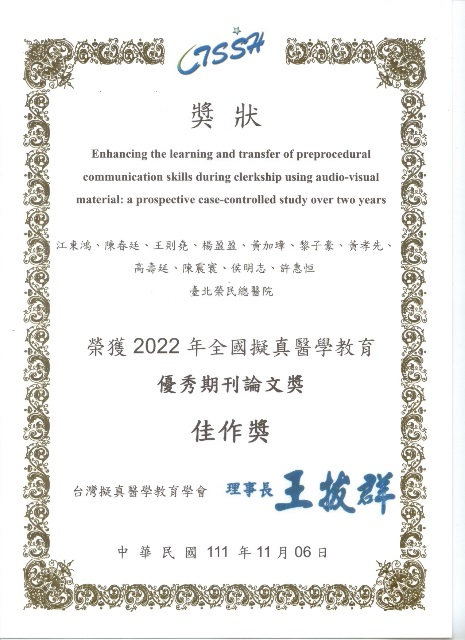 CTSSH
獎狀
Enhancing the learning and transfer of preprocedural
communication skills during clerkship using audio-visual
material: a prospective case-controlled study over two years
江東鴻、陳春廷、王則堯、楊盈盈、黃加璋、黎子豪、黃孝先、
高壽延、陳震寰、侯明志、許惠恒
臺北榮民總醫院
榮獲 2022 年全國擬真醫學教育
優秀期刊論文獎
佳作獎
台灣擬真醫學教育學會 理事長 王拔群
中華民國 111 年 11 月 06 日